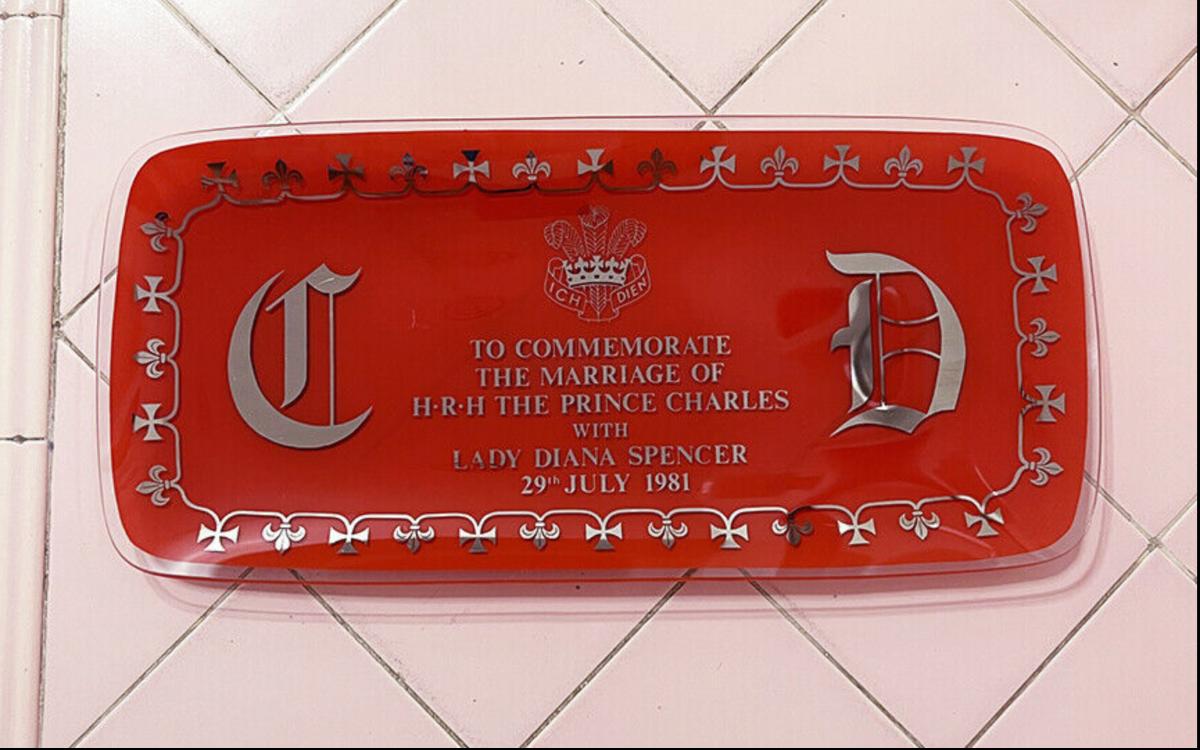 ICH DIEN
C
TO COMMEMORATE
THE MARRIAGE OF
H·R·H THE PRINCE CHARLES
WITH
LADY DIANA SPENCER
29th JULY 1981
D